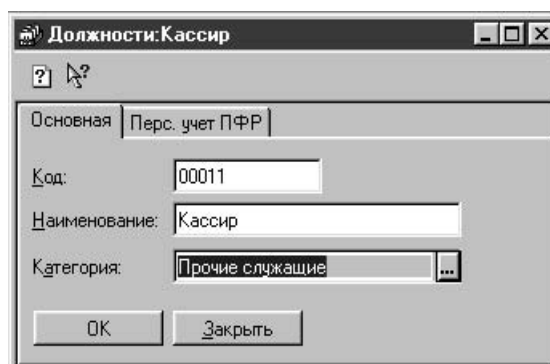 Должности:Кассир
Основная Перс. учет ПФР
Код: 00011
Наименование: Кассир
Категория: Прочие служащие ...
OK Закрыть